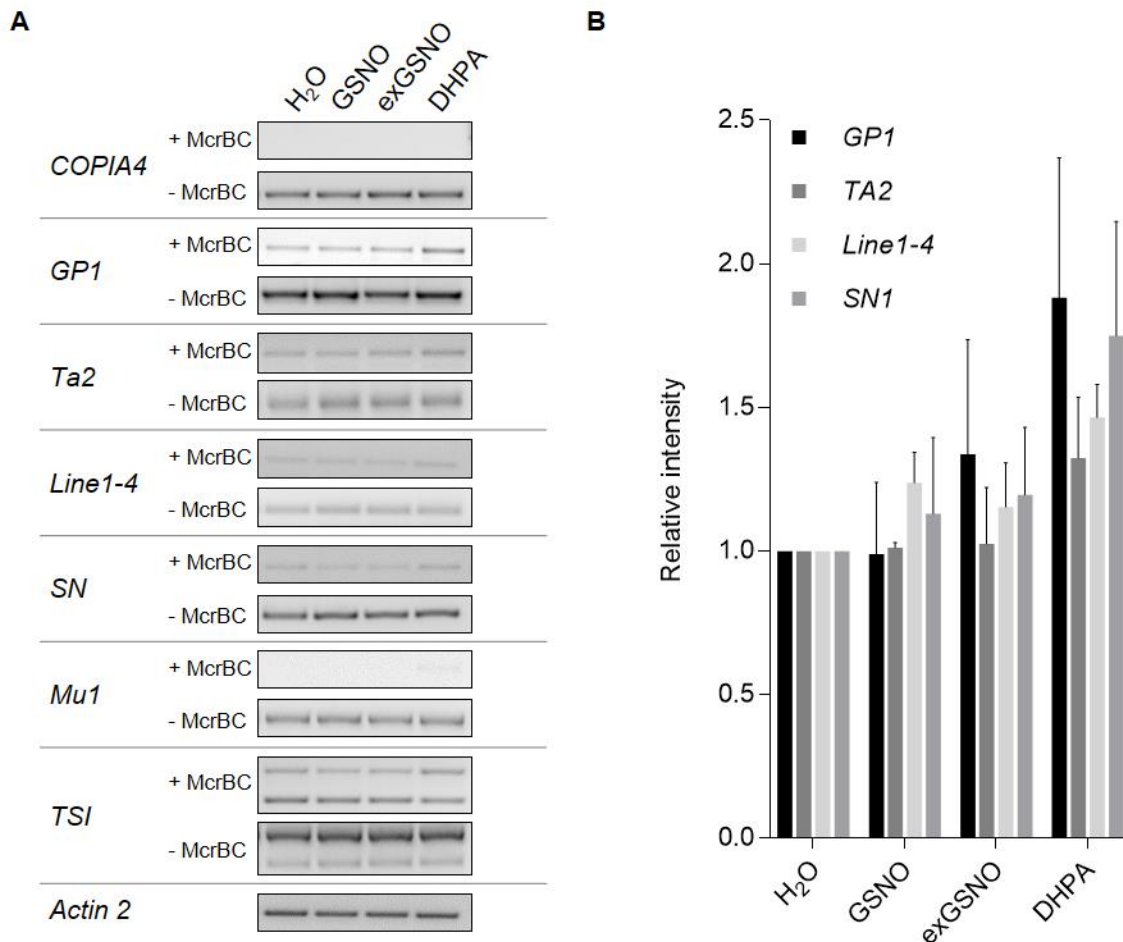 A
H₂O GSNO exGSNO DHPA
COPIA4
+ McrBC
- McrBC
GP1
+ McrBC
- McrBC
Ta2
+ McrBC
- McrBC
Line1-4
+ McrBC
- McrBC
SN
+ McrBC
- McrBC
Mu1
+ McrBC
- McrBC
TSI
+ McrBC
- McrBC
Actin 2
B
GP1
TA2
Line1-4
SN1
Relative intensity
2.5
2.0
1.5
1.0
0.5
0.0
H₂O GSNO exGSNO DHPA